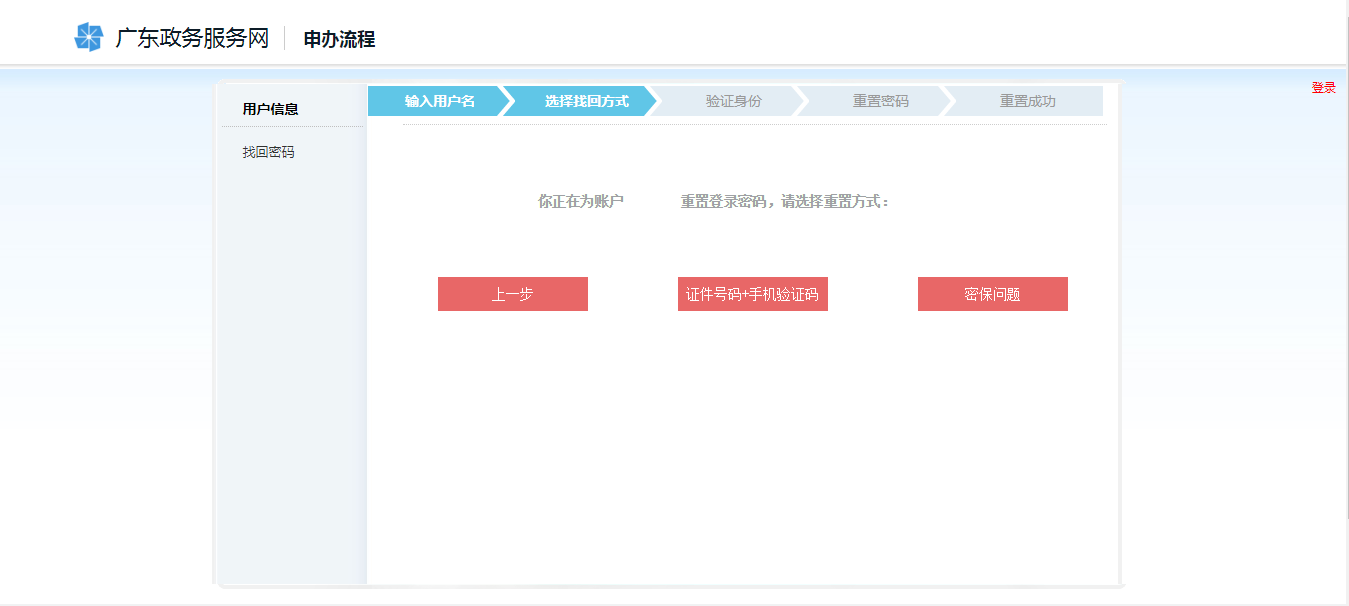 广东政务服务网 申办流程
登录
用户信息
找回密码
输入用户名 选择找回方式 验证身份 重置密码 重置成功
你正在为账户 重置登录密码，请选择重置方式：
上一步 证件号码+手机验证码 密保问题